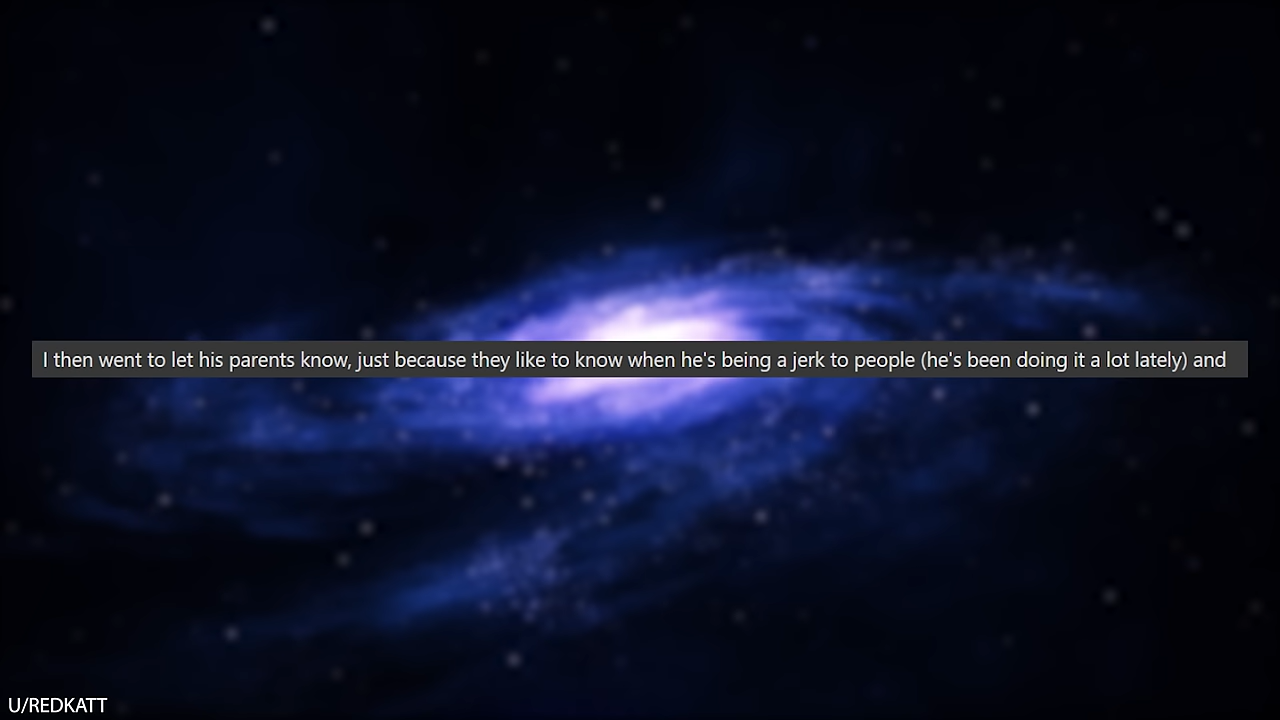 I then went to let his parents know, just because they like to know when he's being a jerk to people (he's been doing it a lot lately) and
U/REDKATT